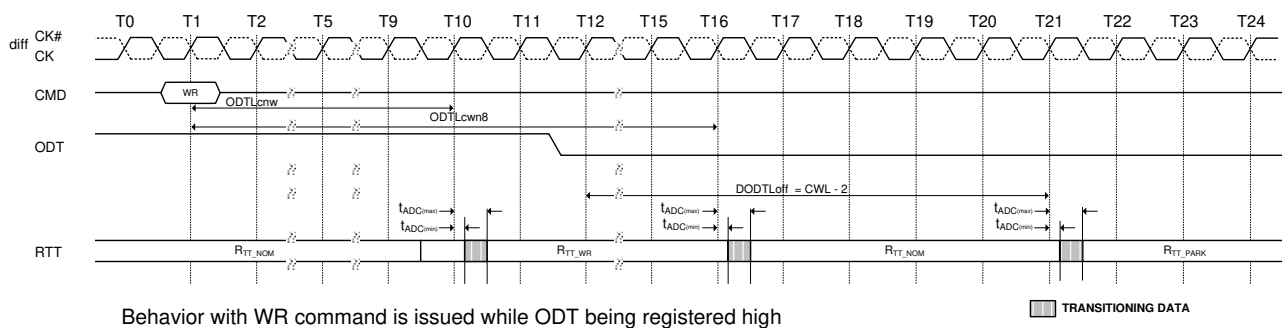 T0 T1 T2 T5 T9 T10 T11 T12 T15 T16 T17 T18 T19 T20 T21 T22 T23 T24
diff CK#
CK
CMD WR
ODTLcnw
ODTLcwn8
ODT
DODTLoff = CWL - 2
tADC(max) tADC(max) tADC(max)
tADC(min) tADC(min) tADC(min)
RTT RTT_NOM RTT_WR RTT_NOM RTT_PARK
Behavior with WR command is issued while ODT being registered high
TRANSITIONING DATA